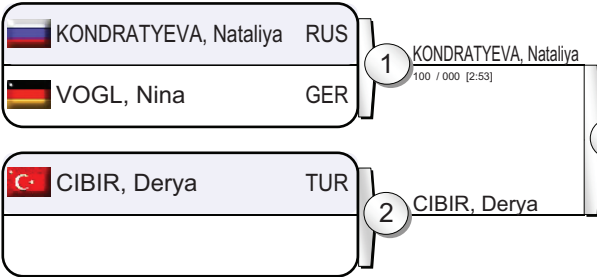 KONDRATYEVA, Nataliya RUS
VOGL, Nina GER
1
KONDRATYEVA, Nataliya
100 / 000 [2:53]
CIBIR, Derya TUR
2
CIBIR, Derya